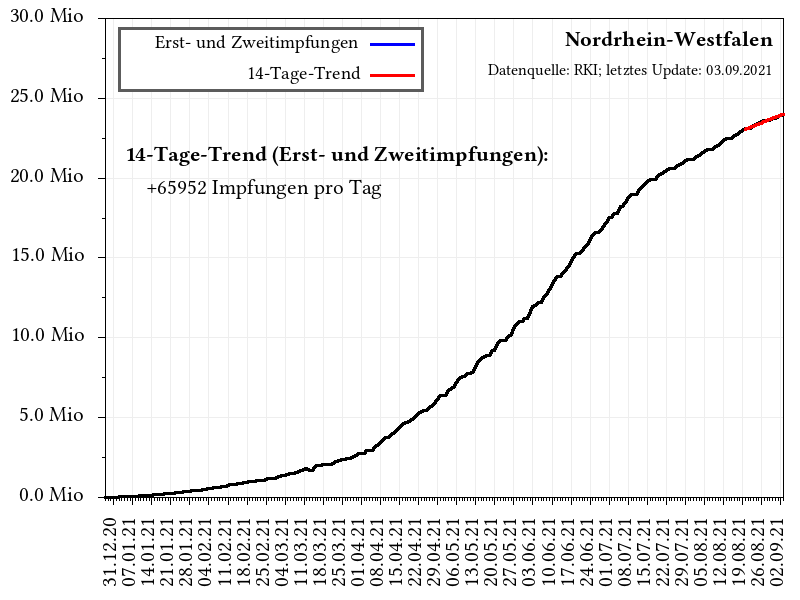 30.0 Mio
25.0 Mio
20.0 Mio
15.0 Mio
10.0 Mio
5.0 Mio
0.0 Mio
Erst- und Zweitimpfungen
14-Tage-Trend
Nordrhein-Westfalen
Datenquelle: RKI; letztes Update: 03.09.2021
14-Tage-Trend (Erst- und Zweitimpfungen):
+65952 Impfungen pro Tag
31.12.20
07.01.21
14.01.21
21.01.21
28.01.21
04.02.21
11.02.21
18.02.21
25.02.21
04.03.21
11.03.21
18.03.21
25.03.21
01.04.21
08.04.21
15.04.21
22.04.21
29.04.21
06.05.21
13.05.21
20.05.21
27.05.21
03.06.21
10.06.21
17.06.21
24.06.21
01.07.21
08.07.21
15.07.21
22.07.21
29.07.21
05.08.21
12.08.21
19.08.21
26.08.21
02.09.21